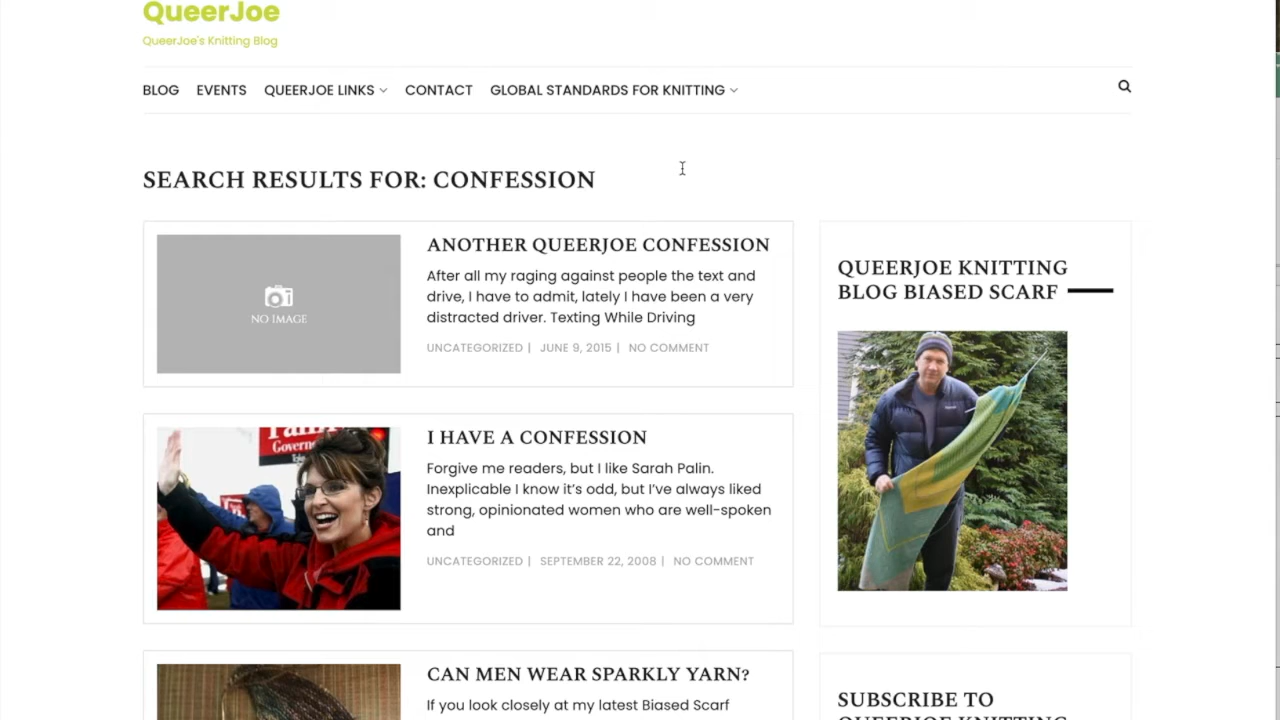 QueerJoe
QueerJoe's Knitting Blog
BLOG EVENTS QUEERJOE LINKS CONTACT GLOBAL STANDARDS FOR KNITTING
SEARCH RESULTS FOR: CONFESSION
NO IMAGE
ANOTHER QUEERJOE CONFESSION
After all my raging against people the text and
drive, I have to admit, lately I have been a very
distracted driver. Texting While Driving
UNCATEGORIZED | JUNE 9, 2015 | NO COMMENT
I HAVE A CONFESSION
Forgive me readers, but I like Sarah Palin.
Inexplicable I know it's odd, but I've always liked
strong, opinionated women who are well-spoken
and
UNCATEGORIZED | SEPTEMBER 22, 2008 | NO COMMENT
CAN MEN WEAR SPARKLY YARN?
If you look closely at my latest Biased Scarf
QUEERJOE KNITTING
BLOG BIASED SCARF
SUBSCRIBE TO
QUEERJOE KNITTING